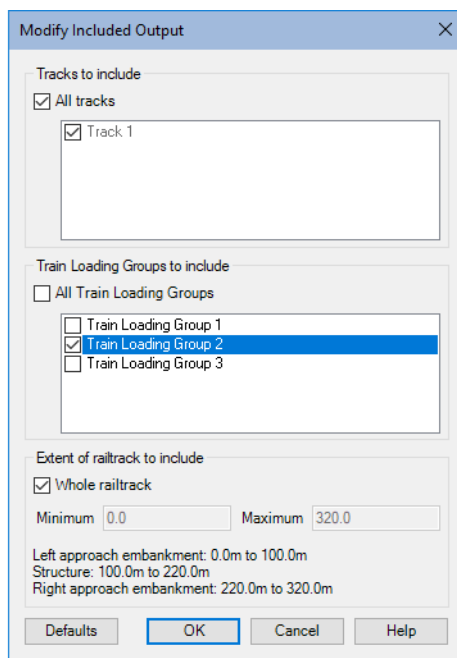 Modify Included Output
Tracks to include
All tracks
Track 1
Train Loading Groups to include
All Train Loading Groups
Train Loading Group 1
Train Loading Group 2
Train Loading Group 3
Extent of railtrack to include
Whole railtrack
Minimum 0.0 Maximum 320.0
Left approach embankment: 0.0m to 100.0m
Structure: 100.0m to 220.0m
Right approach embankment: 220.0m to 320.0m
Defaults OK Cancel Help